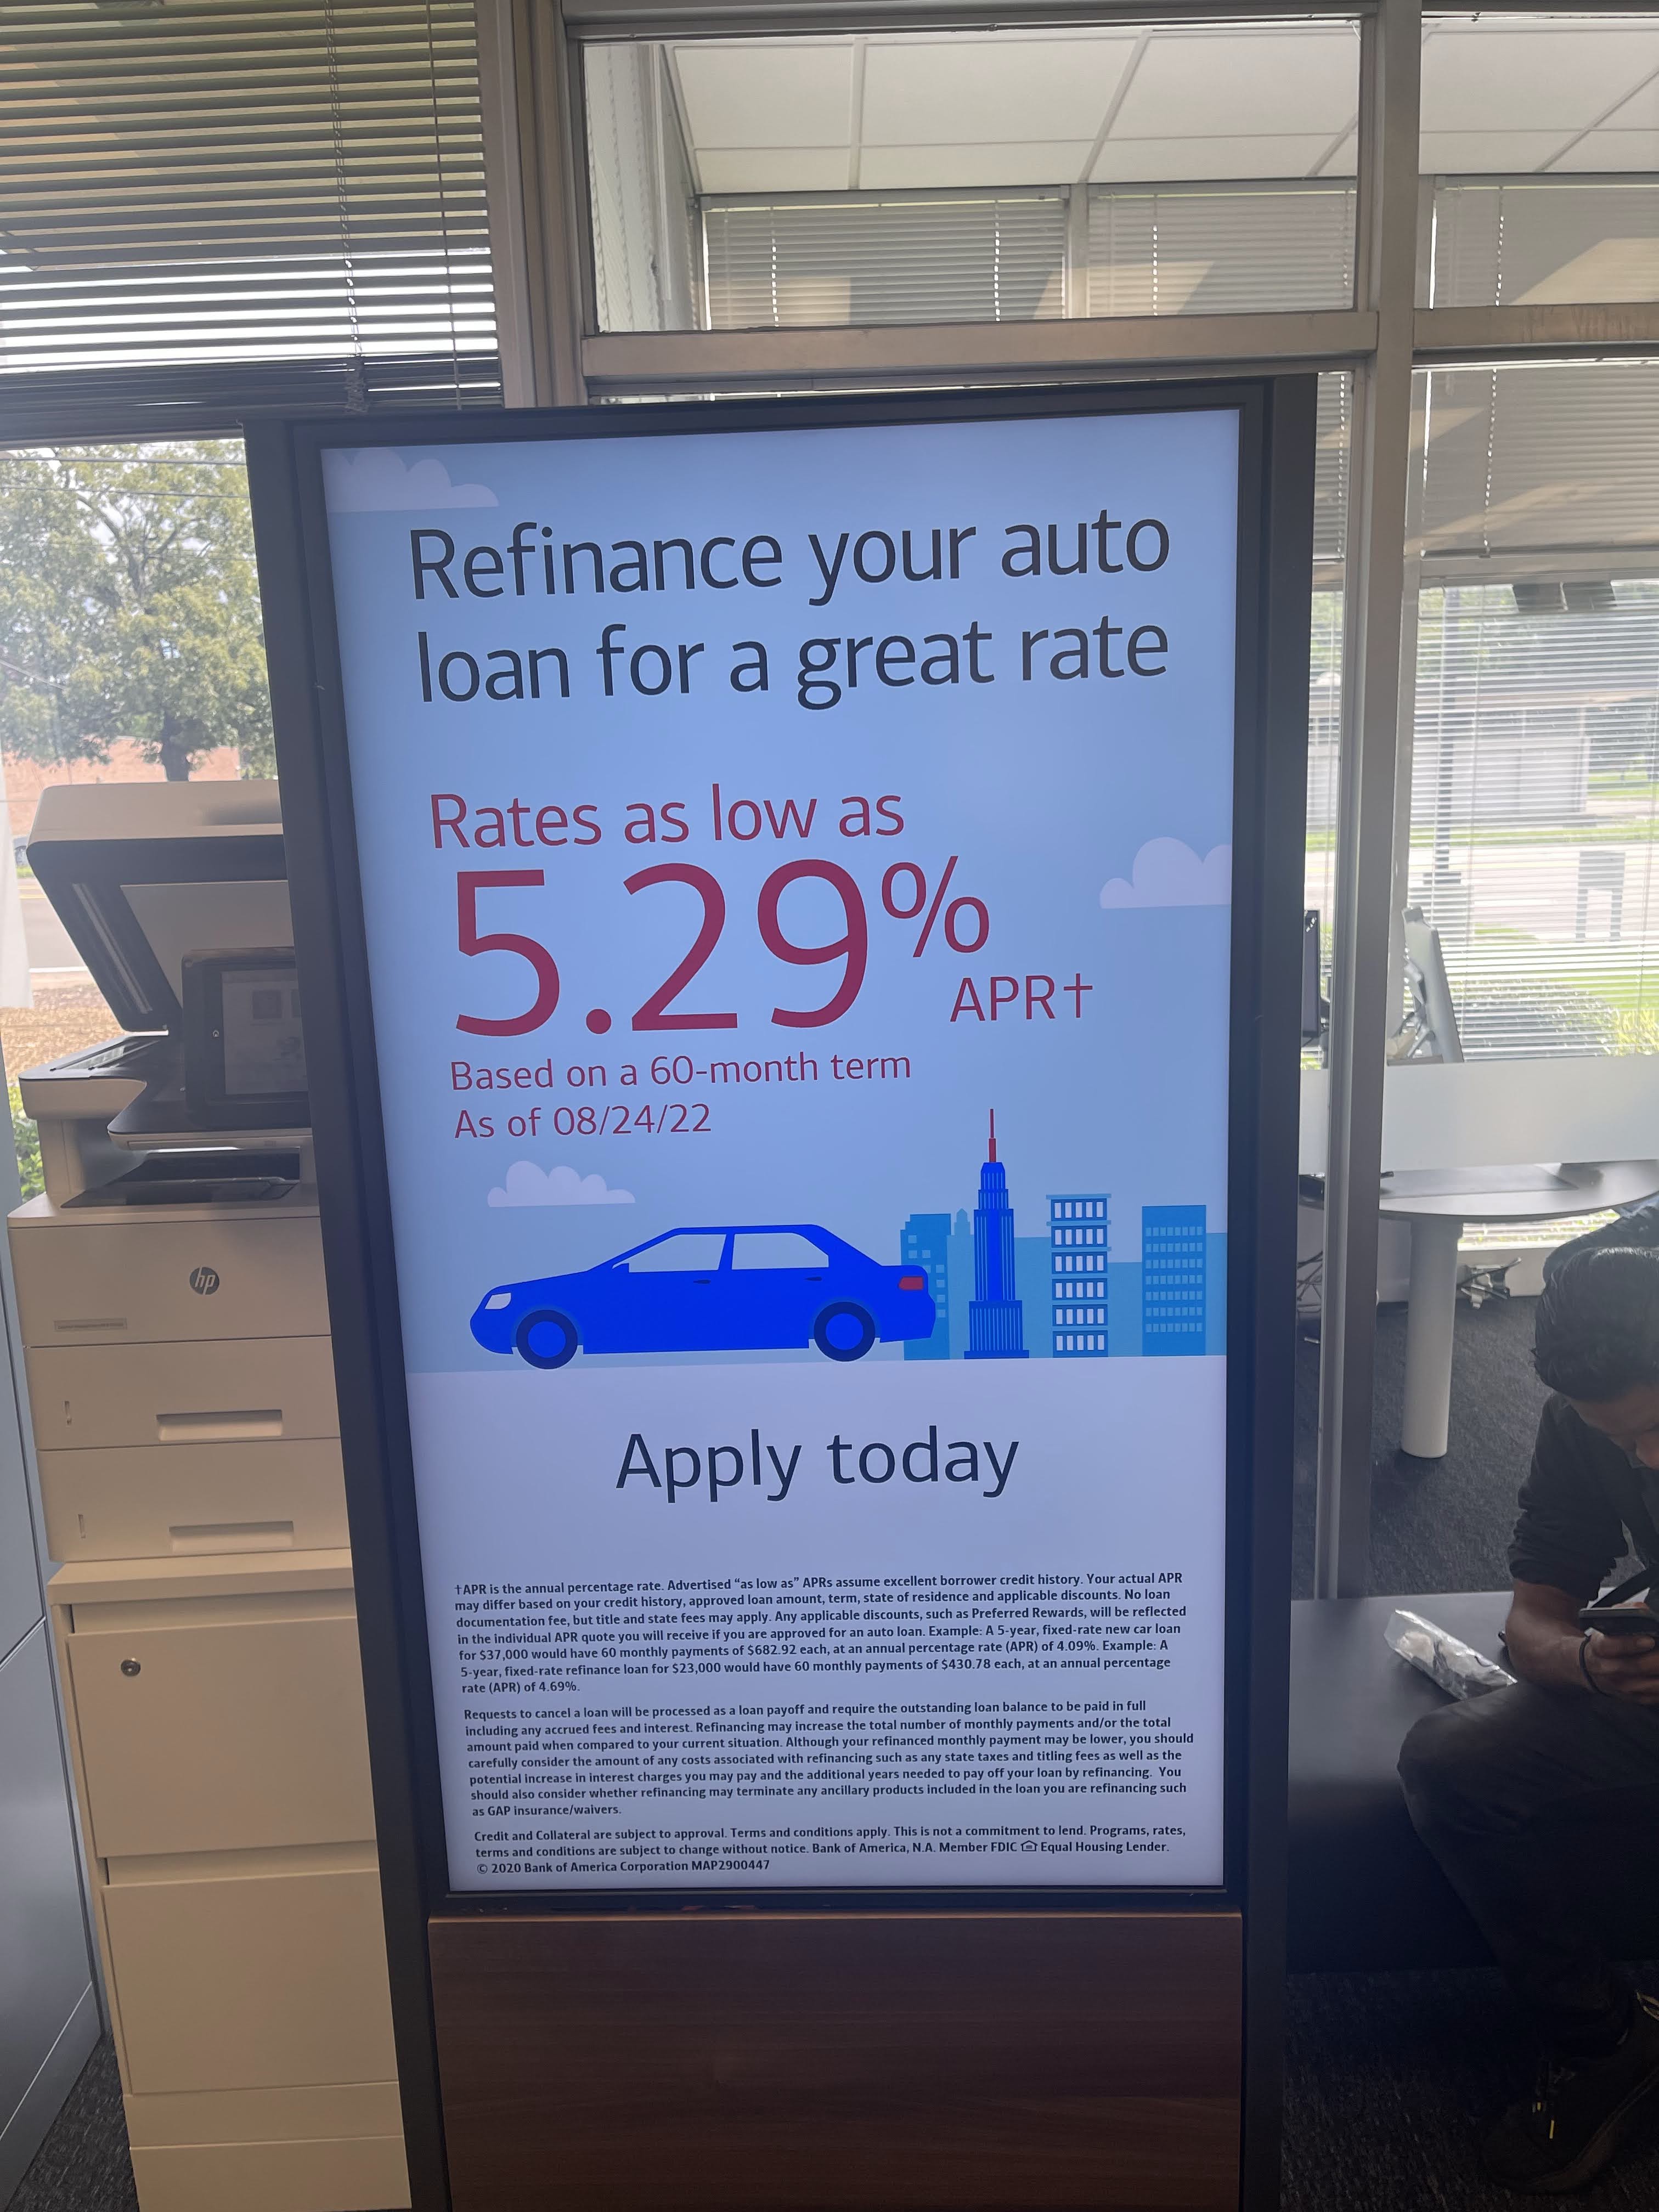 Refinance your auto
loan for a great rate
Rates as low as
5.29%
APR†
Based on a 60-month term
As of 08/24/22
hp
Apply today
†APR is the annual percentage rate. Advertised “as low as” APRs assume excellent borrower credit history. Your actual APR
may differ based on your credit history, approved loan amount, term, state of residence and applicable discounts. No loan
documentation fee, but title and state fees may apply. Any applicable discounts, such as Preferred Rewards, will be reflected
in the individual APR quote you will receive if you are approved for an auto loan. Example: A 5-year, fixed-rate new car loan
for $37,000 would have 60 monthly payments of $682.92 each, at an annual percentage rate (APR) of 4.09%. Example: A
5-year, fixed-rate refinance loan for $23,000 would have 60 monthly payments of $430.78 each, at an annual percentage
rate (APR) of 4.69%.
Requests to cancel a loan will be processed as a loan payoff and require the outstanding loan balance to be paid in full
including any accrued fees and interest. Refinancing may increase the total number of monthly payments and/or the total
amount paid when compared to your current situation. Although your refinanced monthly payment may be lower, you should
carefully consider the amount of any costs associated with refinancing such as any state taxes and titling fees as well as the
potential increase in interest charges you may pay and the additional years needed to pay off your loan by refinancing. You
should also consider whether refinancing may terminate any ancillary products included in the loan you are refinancing such
as GAP insurance/waivers.
Credit and Collateral are subject to approval. Terms and conditions apply. This is not a commitment to lend. Programs, rates,
terms and conditions are subject to change without notice. Bank of America, N.A. Member FDIC Equal Housing Lender.
© 2020 Bank of America Corporation MAP2900447